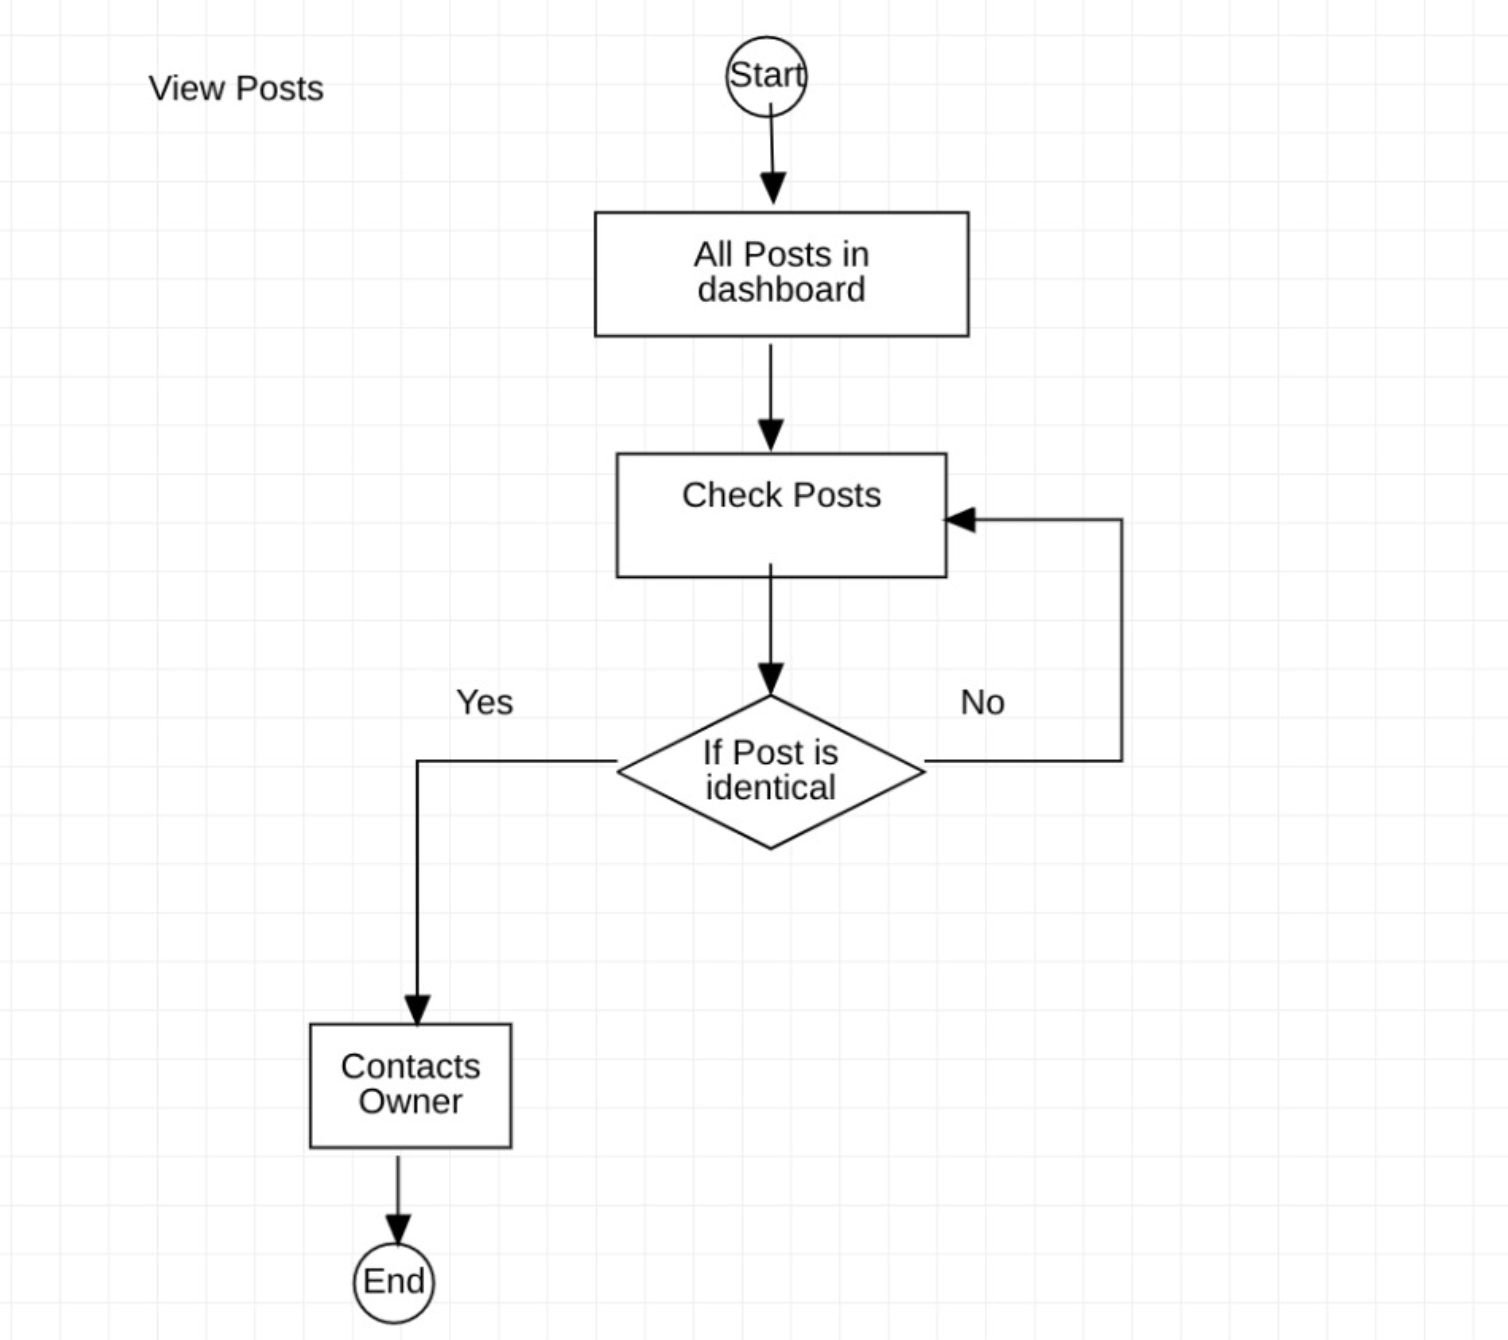 View Posts
Start
All Posts in
dashboard
Check Posts
Yes
No
If Post is
identical
Contacts
Owner
End